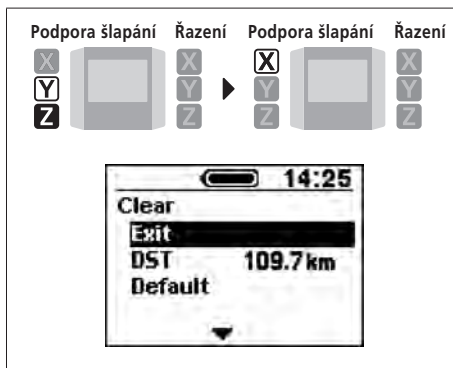 Podpora šlapání Řazení Podpora šlapání Řazení
X X X X
Y Y Y Y
Z Z Z Z
14:25
Clear
Exit
DST 109.7km
Default